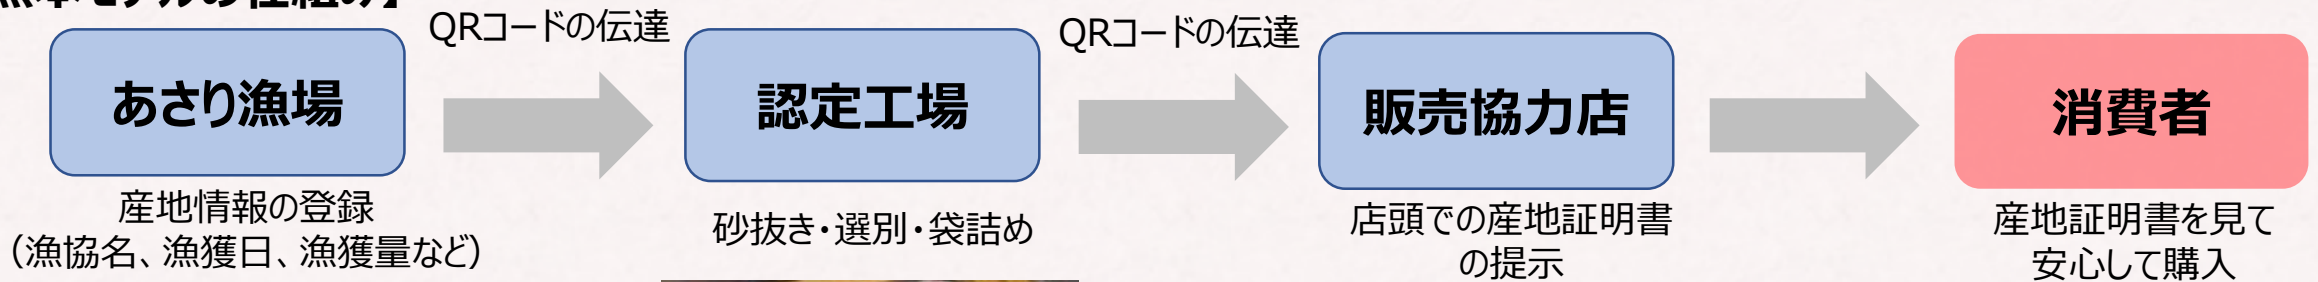 QRコードの伝達
QRコードの伝達
あさり漁場
認定工場
販売協力店
消費者
産地情報の登録
（漁協名、漁獲日、漁獲量など）
砂抜き・選別・袋詰め
店頭での産地証明書
の提示
産地証明書を見て
安心して購入